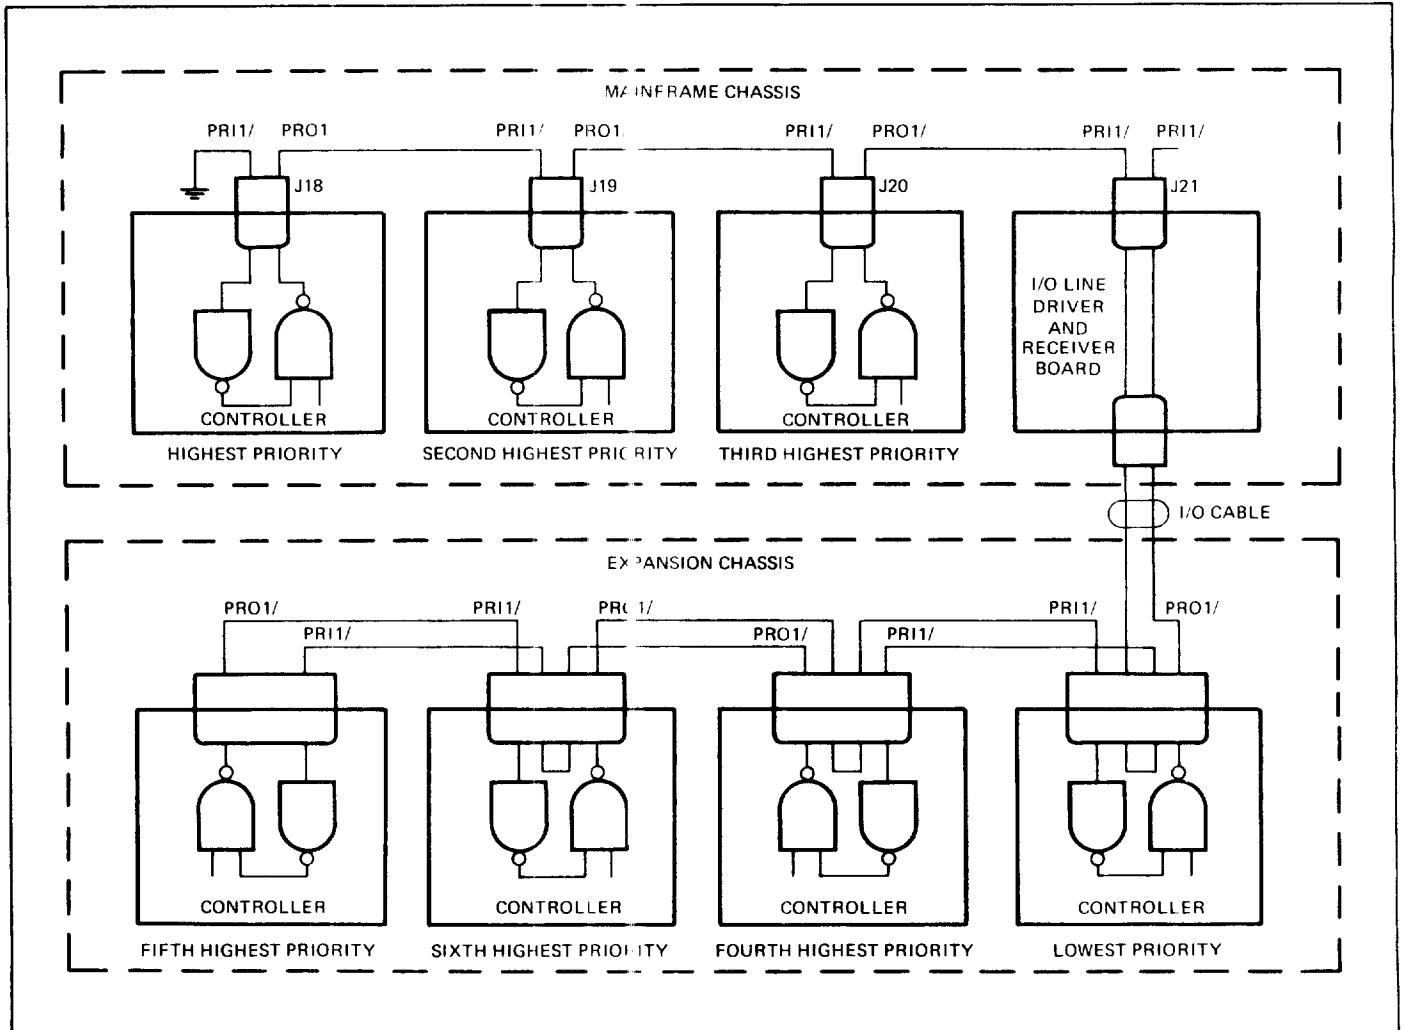 MAINFRAME CHASSIS
PRI1/ PRO1 PRI1/ PRO1 PRI1/ PRO1/ PRI1/ PRI1/
J18 J19 J20 J21
I/O LINE
DRIVER
AND
RECEIVER
BOARD
CONTROLLER CONTROLLER CONTROLLER
HIGHEST PRIORITY SECOND HIGHEST PRIORITY THIRD HIGHEST PRIORITY
I/O CABLE
EXPANSION CHASSIS
PRO1/ PRI1/ PRO1/ PRI1/ PRO1/
PRI1/ PRO1/ PRI1/
CONTROLLER CONTROLLER CONTROLLER CONTROLLER
FIFTH HIGHEST PRIORITY SIXTH HIGHEST PRIORITY FOURTH HIGHEST PRIORITY LOWEST PRIORITY